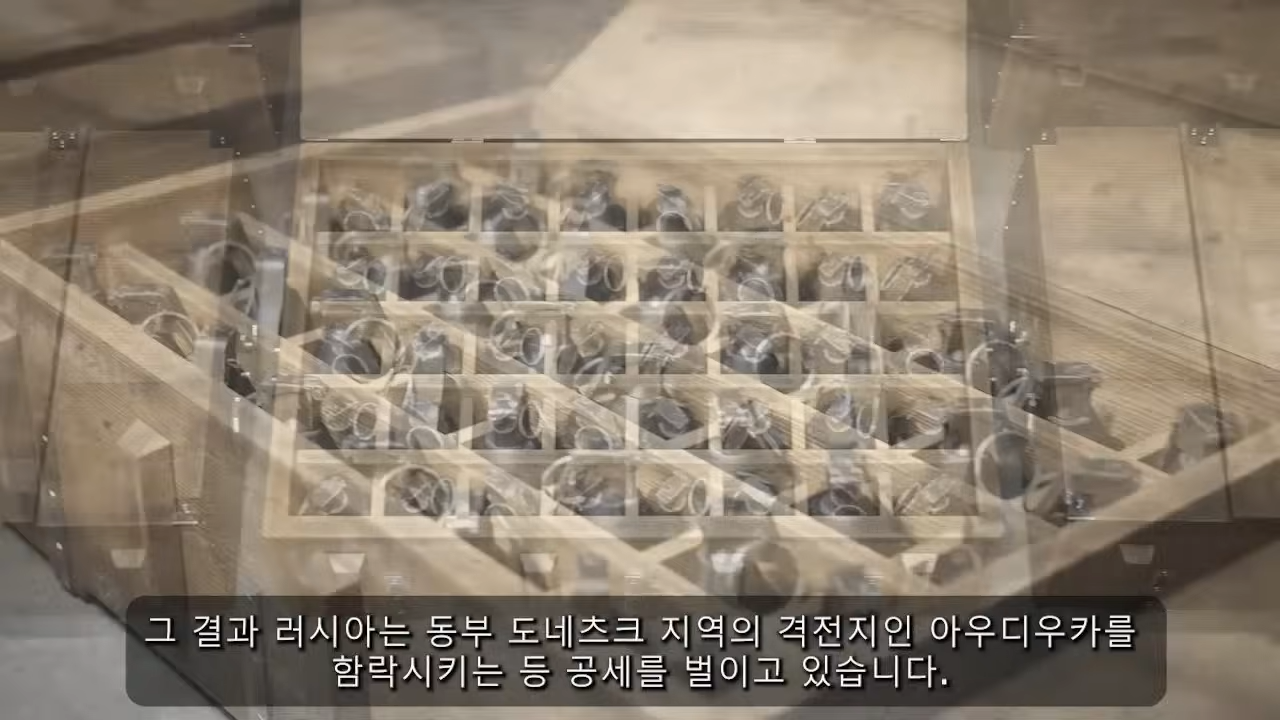 그 결과 러시아는 동부 도네츠크 지역의 격전지인 아우디우카를
함락시키는 등 공세를 벌이고 있습니다.